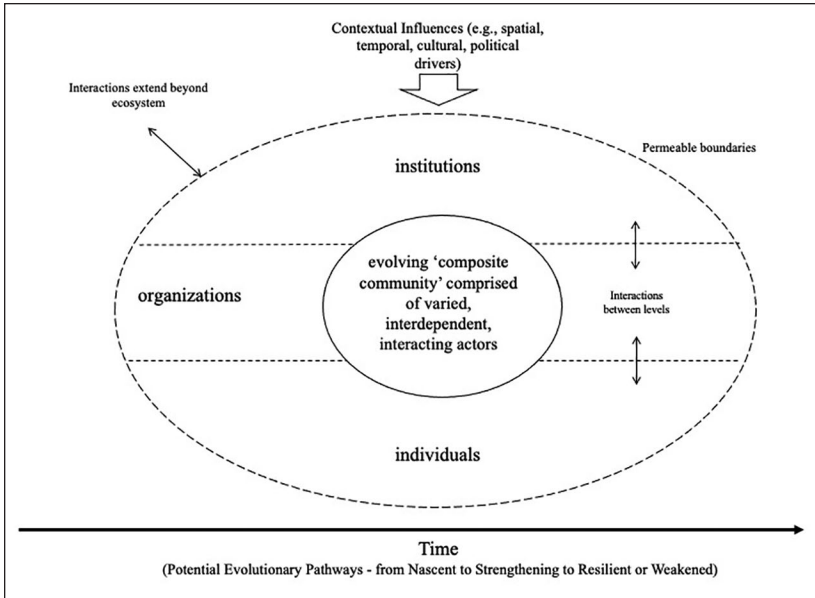 Contextual Influences (e.g., spatial,
temporal, cultural, political
drivers)
Interactions extend beyond
ecosystem
Permeable boundaries
institutions
evolving ‘composite
community’ comprised
of varied,
interdependent,
interacting actors
organizations
Interactions
between levels
individuals
Time
(Potential Evolutionary Pathways - from Nascent to Strengthening to Resilient or Weakened)